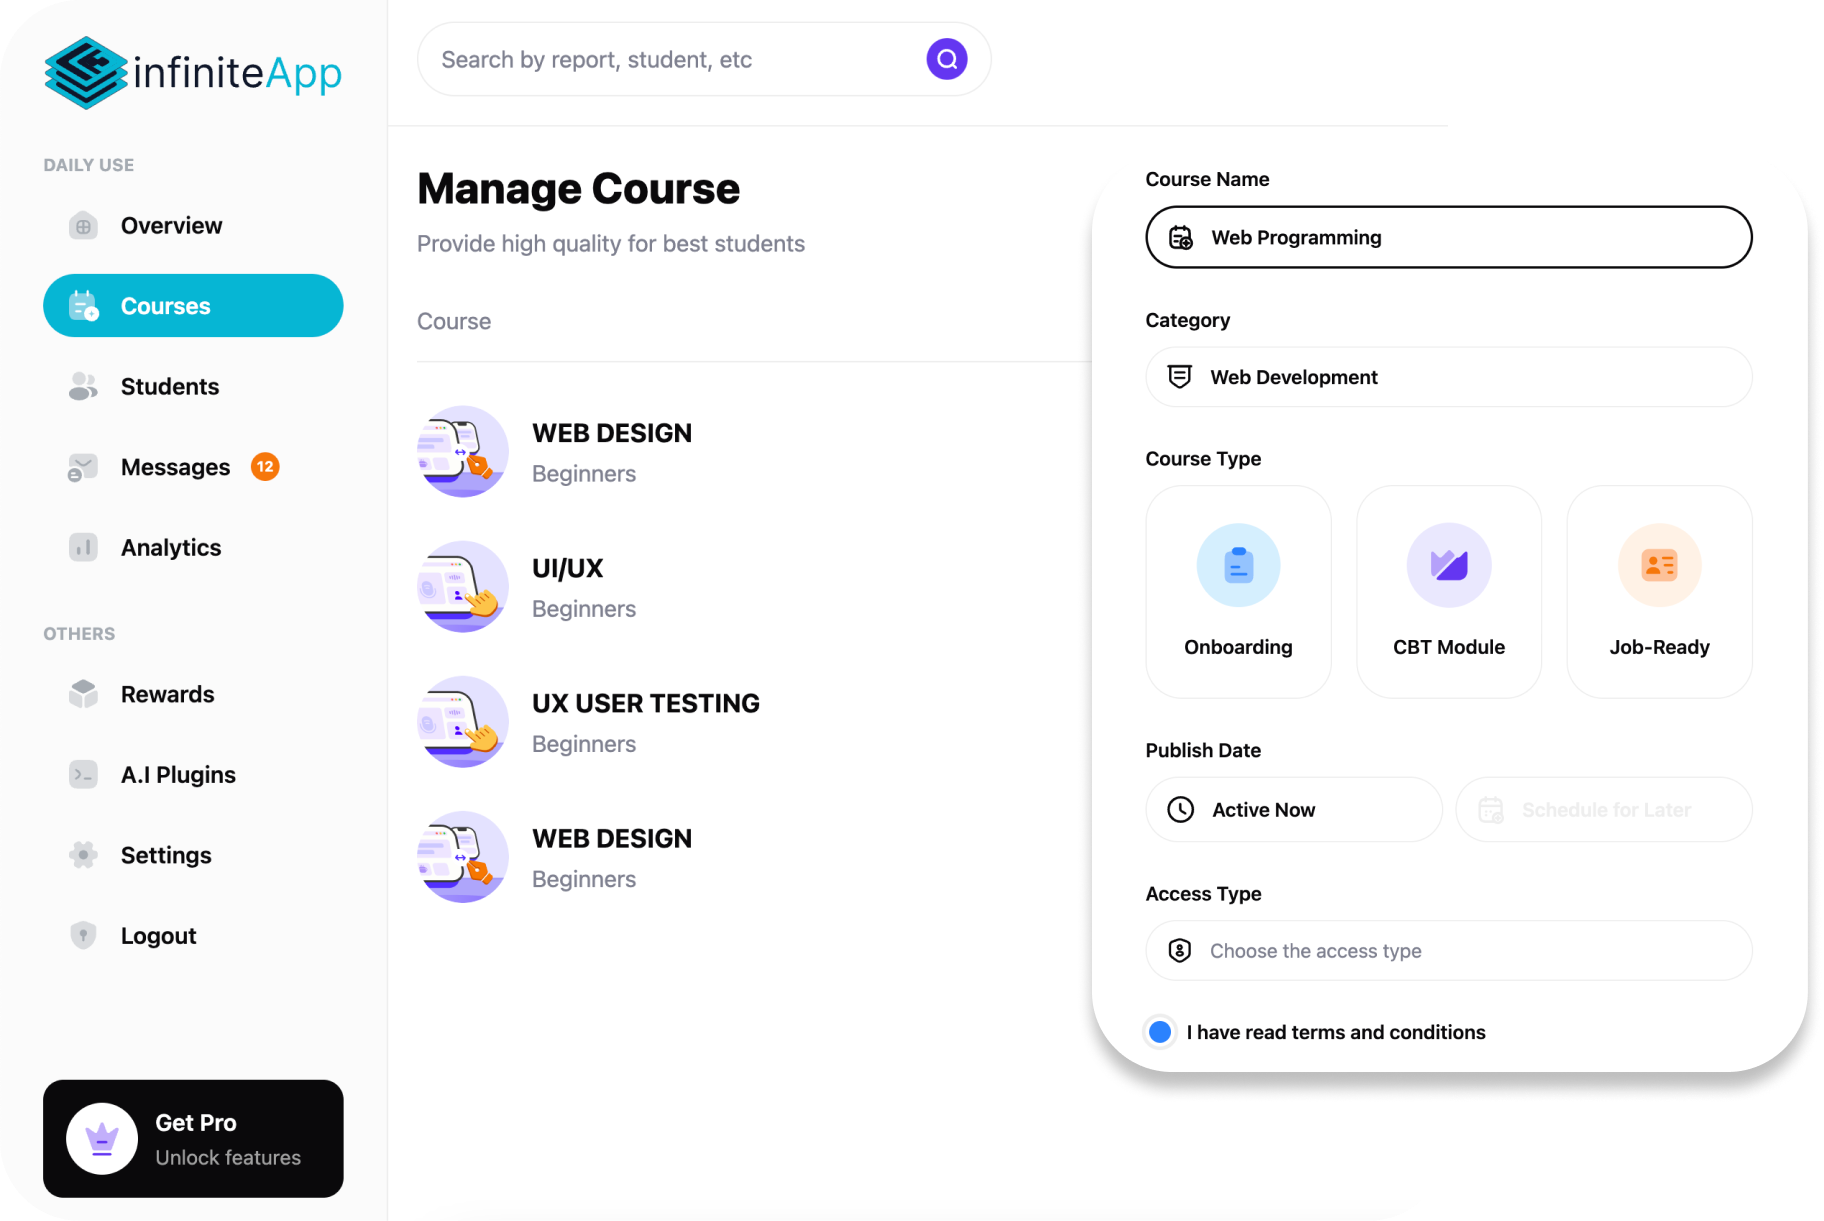 infiniteApp
Search by report, student, etc
DAILY USE
Overview
Courses
Students
Messages 12
Analytics
OTHERS
Rewards
A.I Plugins
Settings
Logout
Get Pro
Unlock features
Manage Course
Provide high quality for best students
Course
WEB DESIGN
Beginners
UI/UX
Beginners
UX USER TESTING
Beginners
WEB DESIGN
Beginners
Course Name
Web Programming
Category
Web Development
Course Type
Onboarding
CBT Module
Job-Ready
Publish Date
Active Now
Schedule for Later
Access Type
Choose the access type
I have read terms and conditions